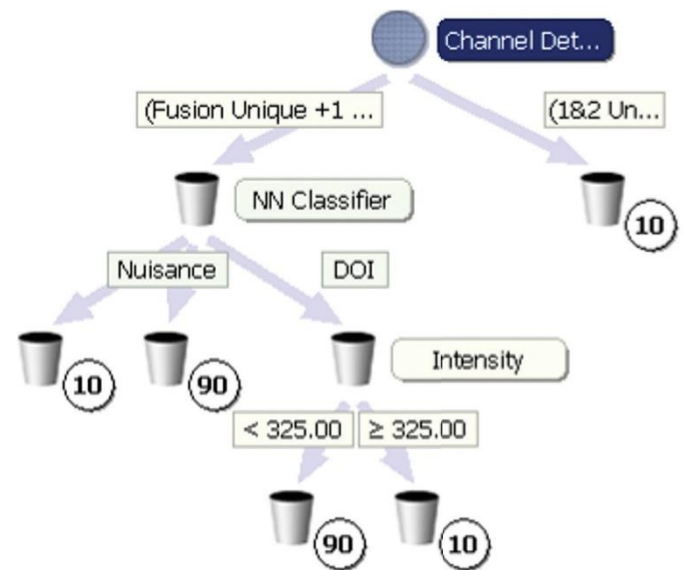 Channel Det...
(Fusion Unique +1 ...
(1&2 Un...
NN Classifier
10
Nuisance
DOI
10
90
Intensity
< 325.00
≥ 325.00
90
10